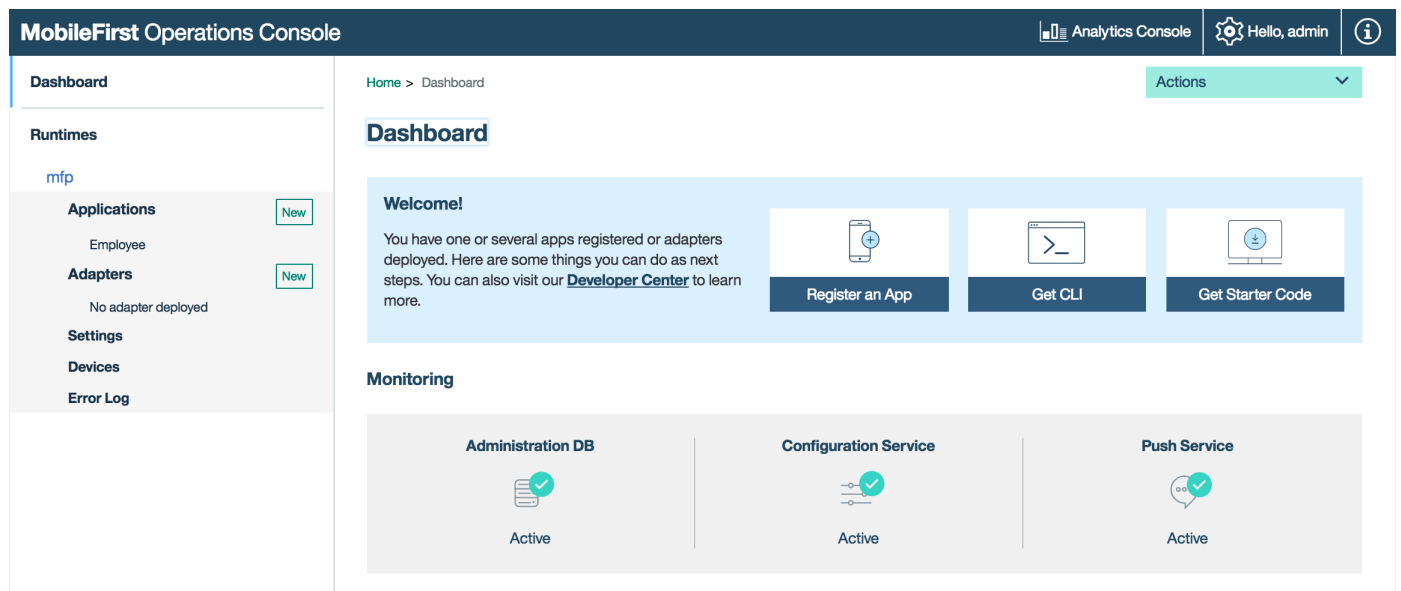 MobileFirst Operations Console
Analytics Console
Hello, admin
Dashboard
Runtimes
mfp
Applications
New
Employee
Adapters
New
No adapter deployed
Settings
Devices
Error Log
Home > Dashboard
Actions
Dashboard
Welcome!
You have one or several apps registered or adapters
deployed. Here are some things you can do as next
steps. You can also visit our Developer Center to learn
more.
Register an App
Get CLI
Get Starter Code
Monitoring
Administration DB
Active
Configuration Service
Active
Push Service
Active